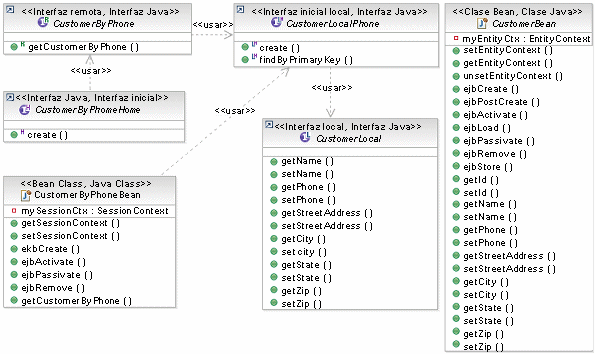 <<Interfaz remota, Interfaz Java>>
CustomerByPhone
getCustomerByPhone ( )
<<usar>>
<<Interfaz inicial local, Interfaz Java>>
CustomerLocalPhone
create ( )
findByPrimaryKey ( )
<<usar>>
<<usar>>
<<usar>>
<<Interfaz Java, Interfaz inicial>>
CustomerByPhoneHome
create ( )
<<Bean Class, Java Class>>
CustomerByPhoneBean
mySessionCtx : SessionContext
getSessionContext ( )
setSessionContext ( )
ekbCreate ( )
ejbActivate ( )
ejbPassivate ( )
ejbRemove ( )
getCustomerByPhone ( )
<<Interfaz local, Interfaz Java>>
CustomerLocal
getName ( )
setName ( )
getPhone ( )
setPhone ( )
getStreetAddress ( )
setStreetAddress ( )
getCity ( )
setcity ( )
getState ( )
setState ( )
getZip ( )
setZip ( )
<<Clase Bean, Clase Java>>
CustomerBean
myEntityCtx : EntityContext
setEntityContext ( )
getEntityContext ( )
unsetEntityContext ( )
ejbCreate ( )
ejbPostCreate ( )
ejbActivate ( )
ejbLoad ( )
ejbPassivate ( )
ejbRemove ( )
ejbStore ( )
getId ( )
setId ( )
getName ( )
setName ( )
getPhone ( )
setPhone ( )
getStreetAddress ( )
setStreetAddress ( )
getCity ( )
setCity ( )
getState ( )
setState ( )
getZip ( )
setZip ( )